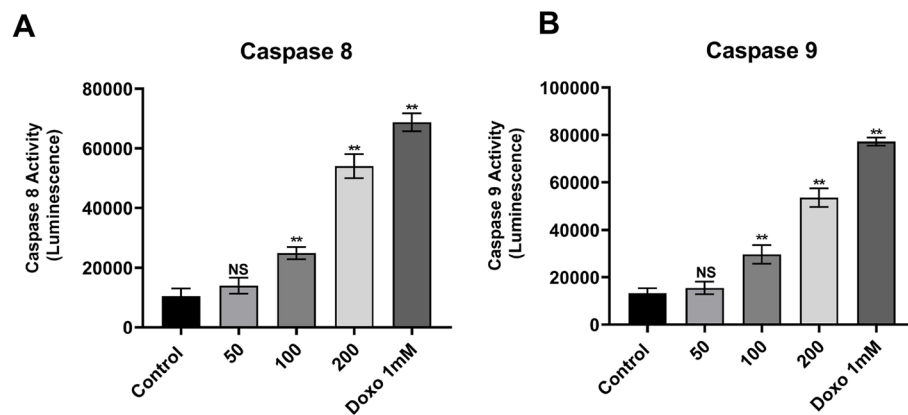 A
Caspase 8
Caspase 8 Activity
(Luminescence)
80000
60000
40000
20000
0
NS
**
**
**
Control
50
100
200
Doxo 1mM
B
Caspase 9
Caspase 9 Activity
(Luminescence)
100000
80000
60000
40000
20000
0
NS
**
**
**
Control
50
100
200
Doxo 1mM